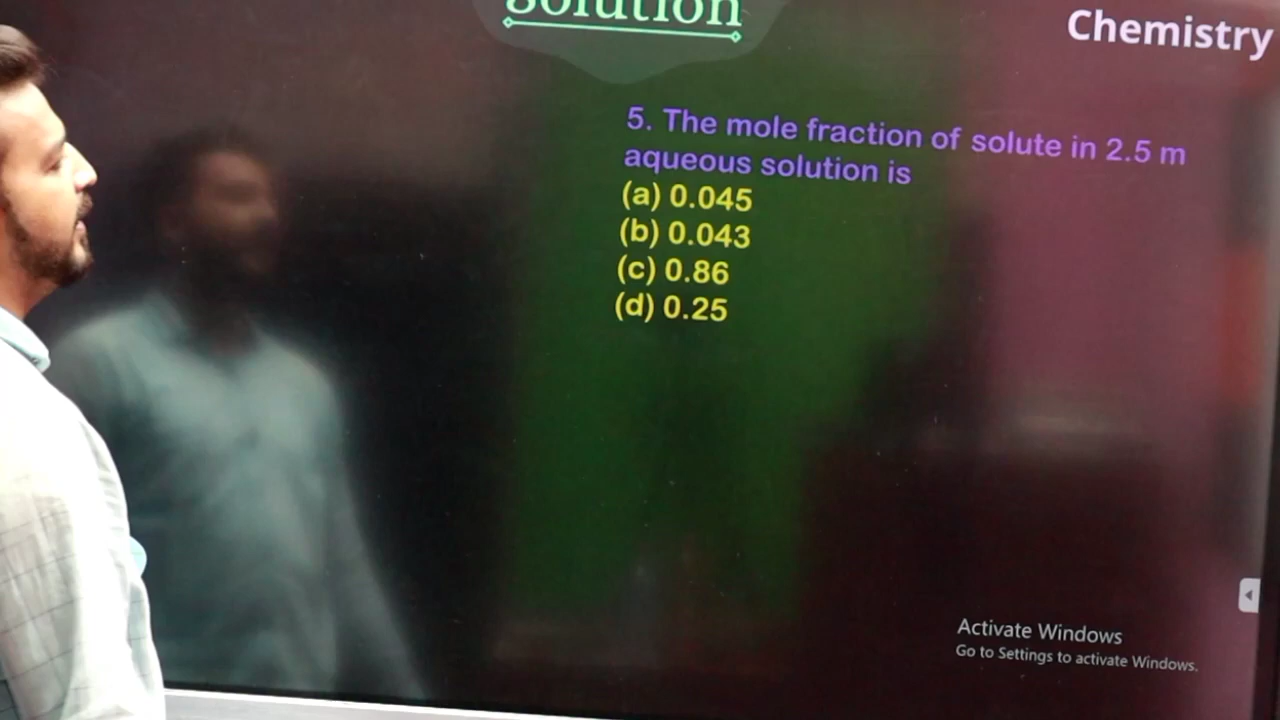 solution
Chemistry
5. The mole fraction of solute in 2.5 m
aqueous solution is
(a) 0.045
(b) 0.043
(c) 0.86
(d) 0.25
Activate Windows
Go to Settings to activate Windows.